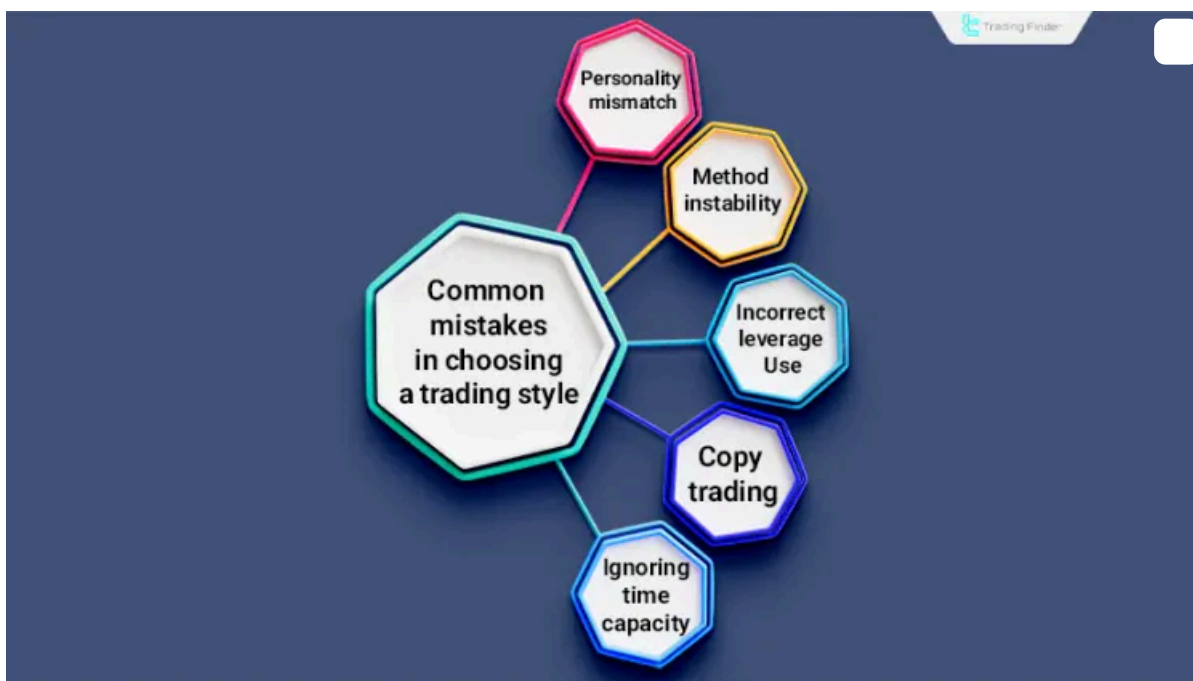 Trading Finder
Personality
mismatch
Method
instability
Common
mistakes
in choosing
a trading style
Incorrect
leverage
Use
Copy
trading
Ignoring
time
capacity